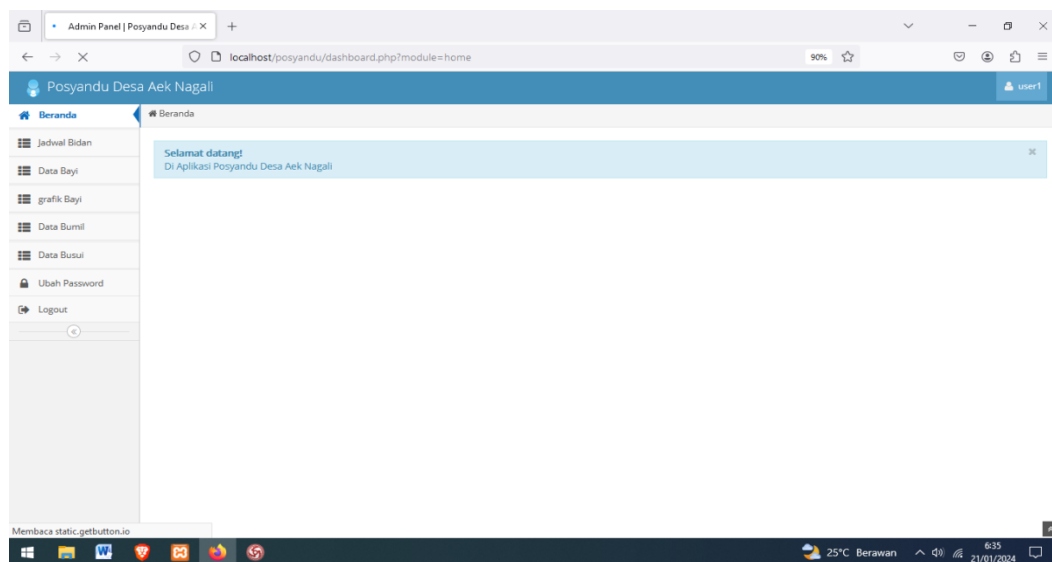 Admin Panel | Posyandu Desa A
localhost/posyandu/dashboard.php?module=home
90%
Posyandu Desa Aek Nagali
user1
Beranda
Beranda
Jadwal Bidan
Selamat datang!
Di Aplikasi Posyandu Desa Aek Nagali
Data Bayi
grafik Bayi
Data Bumil
Data Busui
Ubah Password
Logout
Membaca static.getbutton.io
25°C Berawan
6:35
21/01/2024